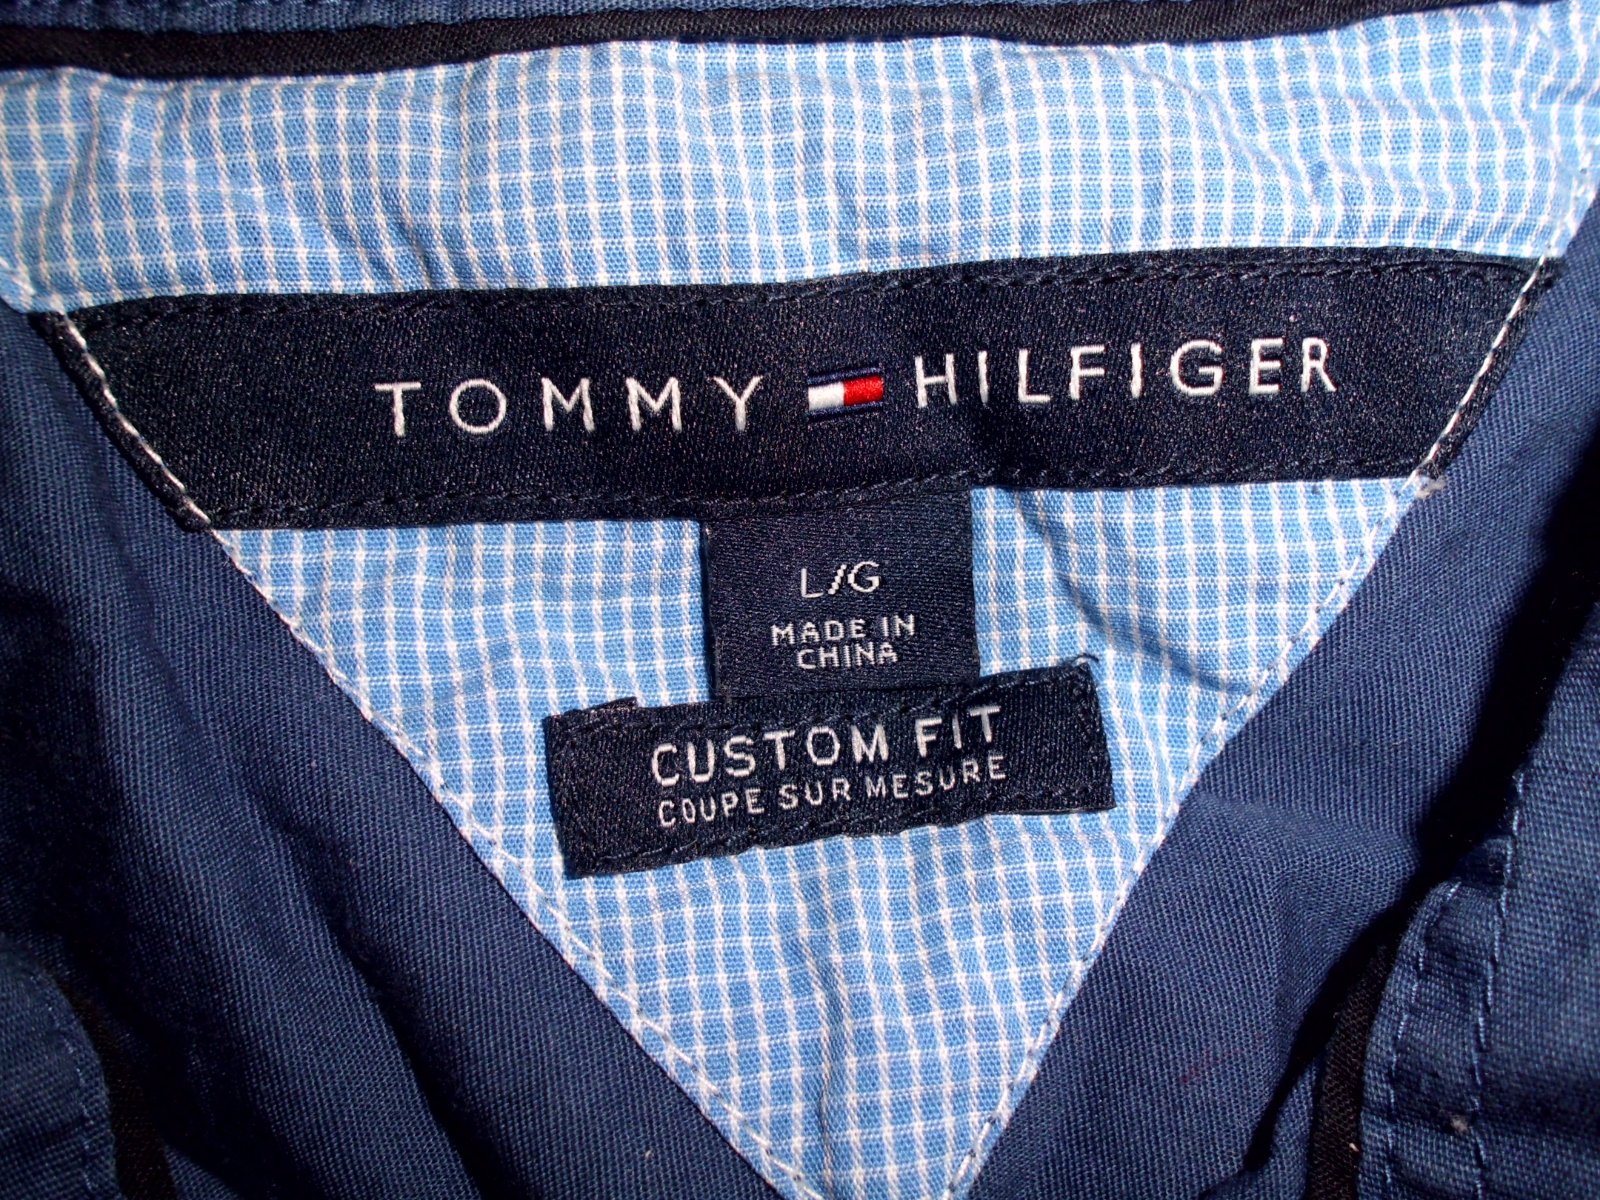 TOMMY HILFIGER
L/G
MADE IN
CHINA
CUSTOM FIT
COUPE SUR MESURE